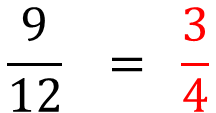 9/12 = 3/4